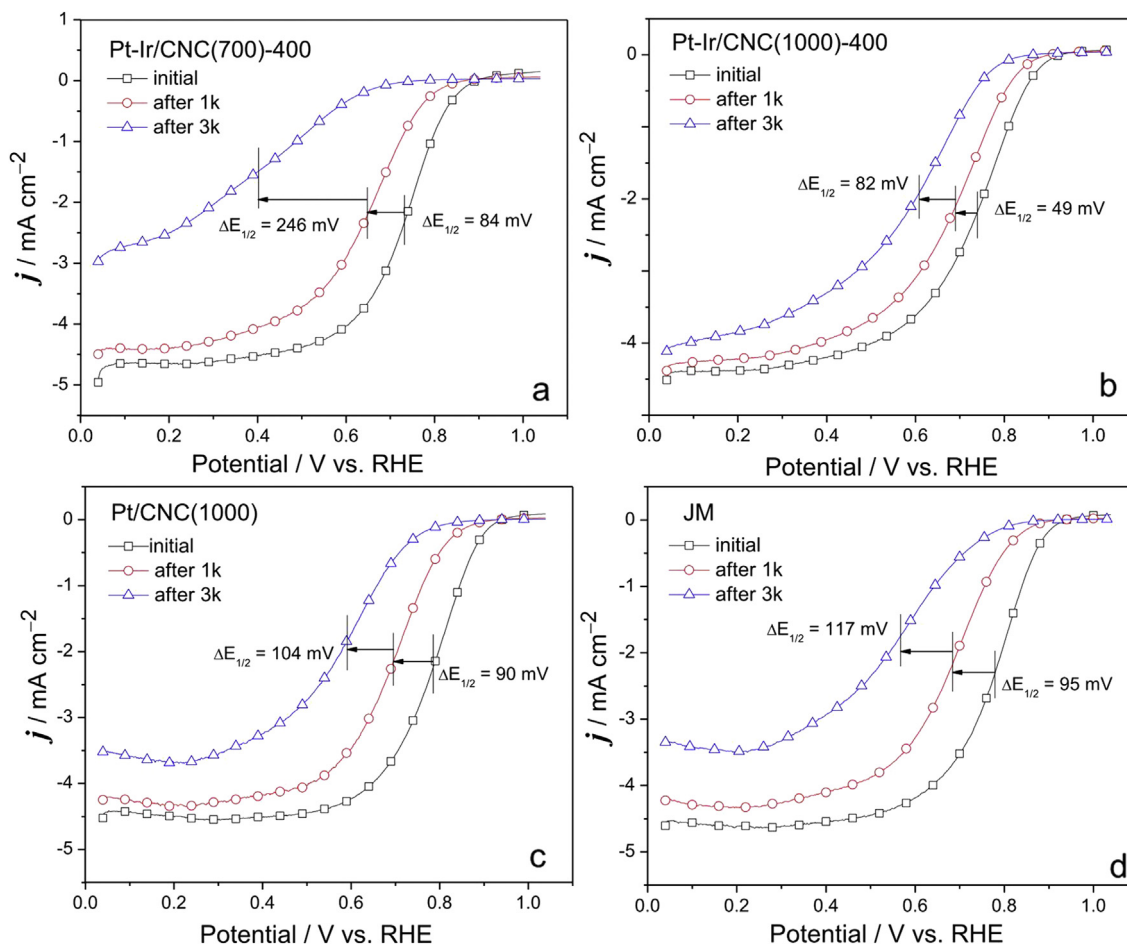 Pt-Ir/CNC(700)-400
initial
after 1k
after 3k
ΔE1/2 = 246 mV
ΔE1/2 = 84 mV
a
1
0
-1
-2
-3
-4
-5
j / mA cm−2
0.0 0.2 0.4 0.6 0.8 1.0
Potential / V vs. RHE
Pt-Ir/CNC(1000)-400
initial
after 1k
after 3k
ΔE1/2 = 82 mV
ΔE1/2 = 49 mV
b
0
-2
-4
j / mA cm−2
0.0 0.2 0.4 0.6 0.8 1.0
Potential / V vs. RHE
Pt/CNC(1000)
initial
after 1k
after 3k
ΔE1/2 = 104 mV
ΔE1/2 = 90 mV
c
0
-1
-2
-3
-4
-5
j / mA cm−2
0.0 0.2 0.4 0.6 0.8 1.0
Potential / V vs. RHE
JM
initial
after 1k
after 3k
ΔE1/2 = 117 mV
ΔE1/2 = 95 mV
d
0
-1
-2
-3
-4
-5
j / mA cm−2
0.0 0.2 0.4 0.6 0.8 1.0
Potential / V vs. RHE